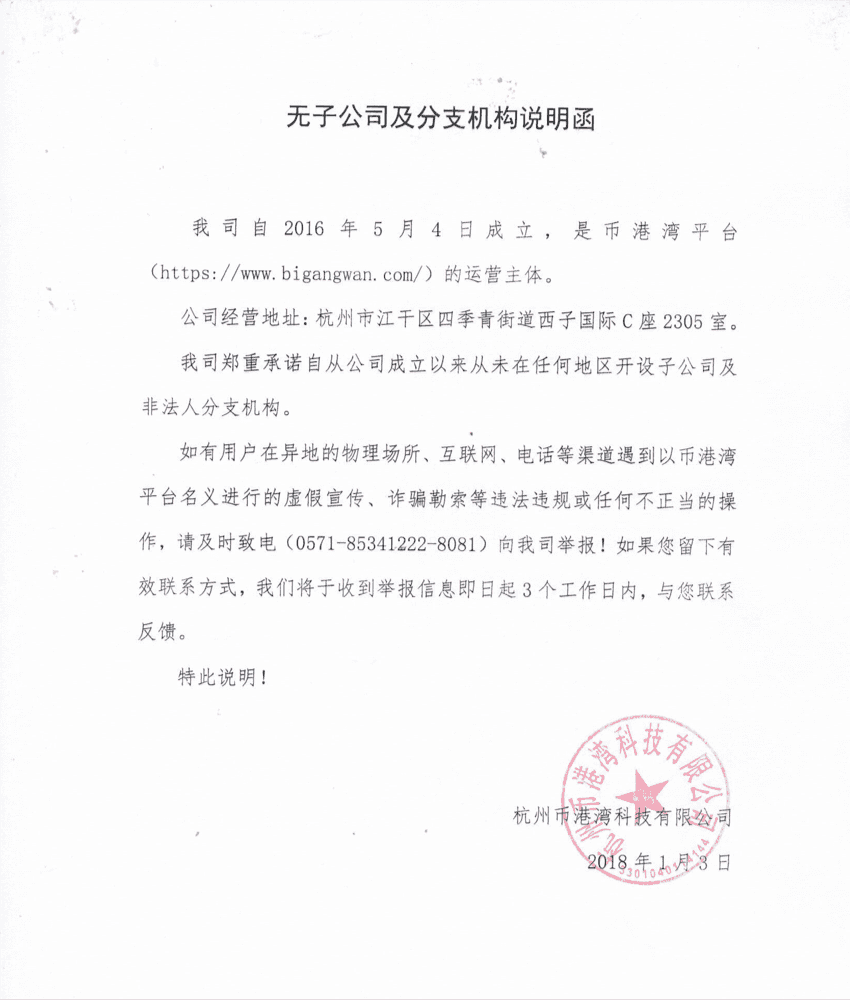 无子公司及分支机构说明函
我司自 2016 年 5 月 4 日成立，是币港湾平台
（https://www.bigangwan.com/）的运营主体。
公司经营地址：杭州市江干区四季青街道西子国际 C 座 2305 室。
我司郑重承诺自从公司成立以来从未在任何地区开设子公司及
非法人分支机构。
如有用户在异地的物理场所、互联网、电话等渠道遇到以币港湾
平台名义进行的虚假宣传、诈骗勒索等违法违规或任何不正当的操
作，请及时致电（0571-85341222-8081）向我司举报！如果您留下有
效联系方式，我们将于收到举报信息即日起 3 个工作日内，与您联系
反馈。
特此说明！
杭州币港湾科技有限公司
杭州币港湾科技有限公司
2018 年 1 月 3 日